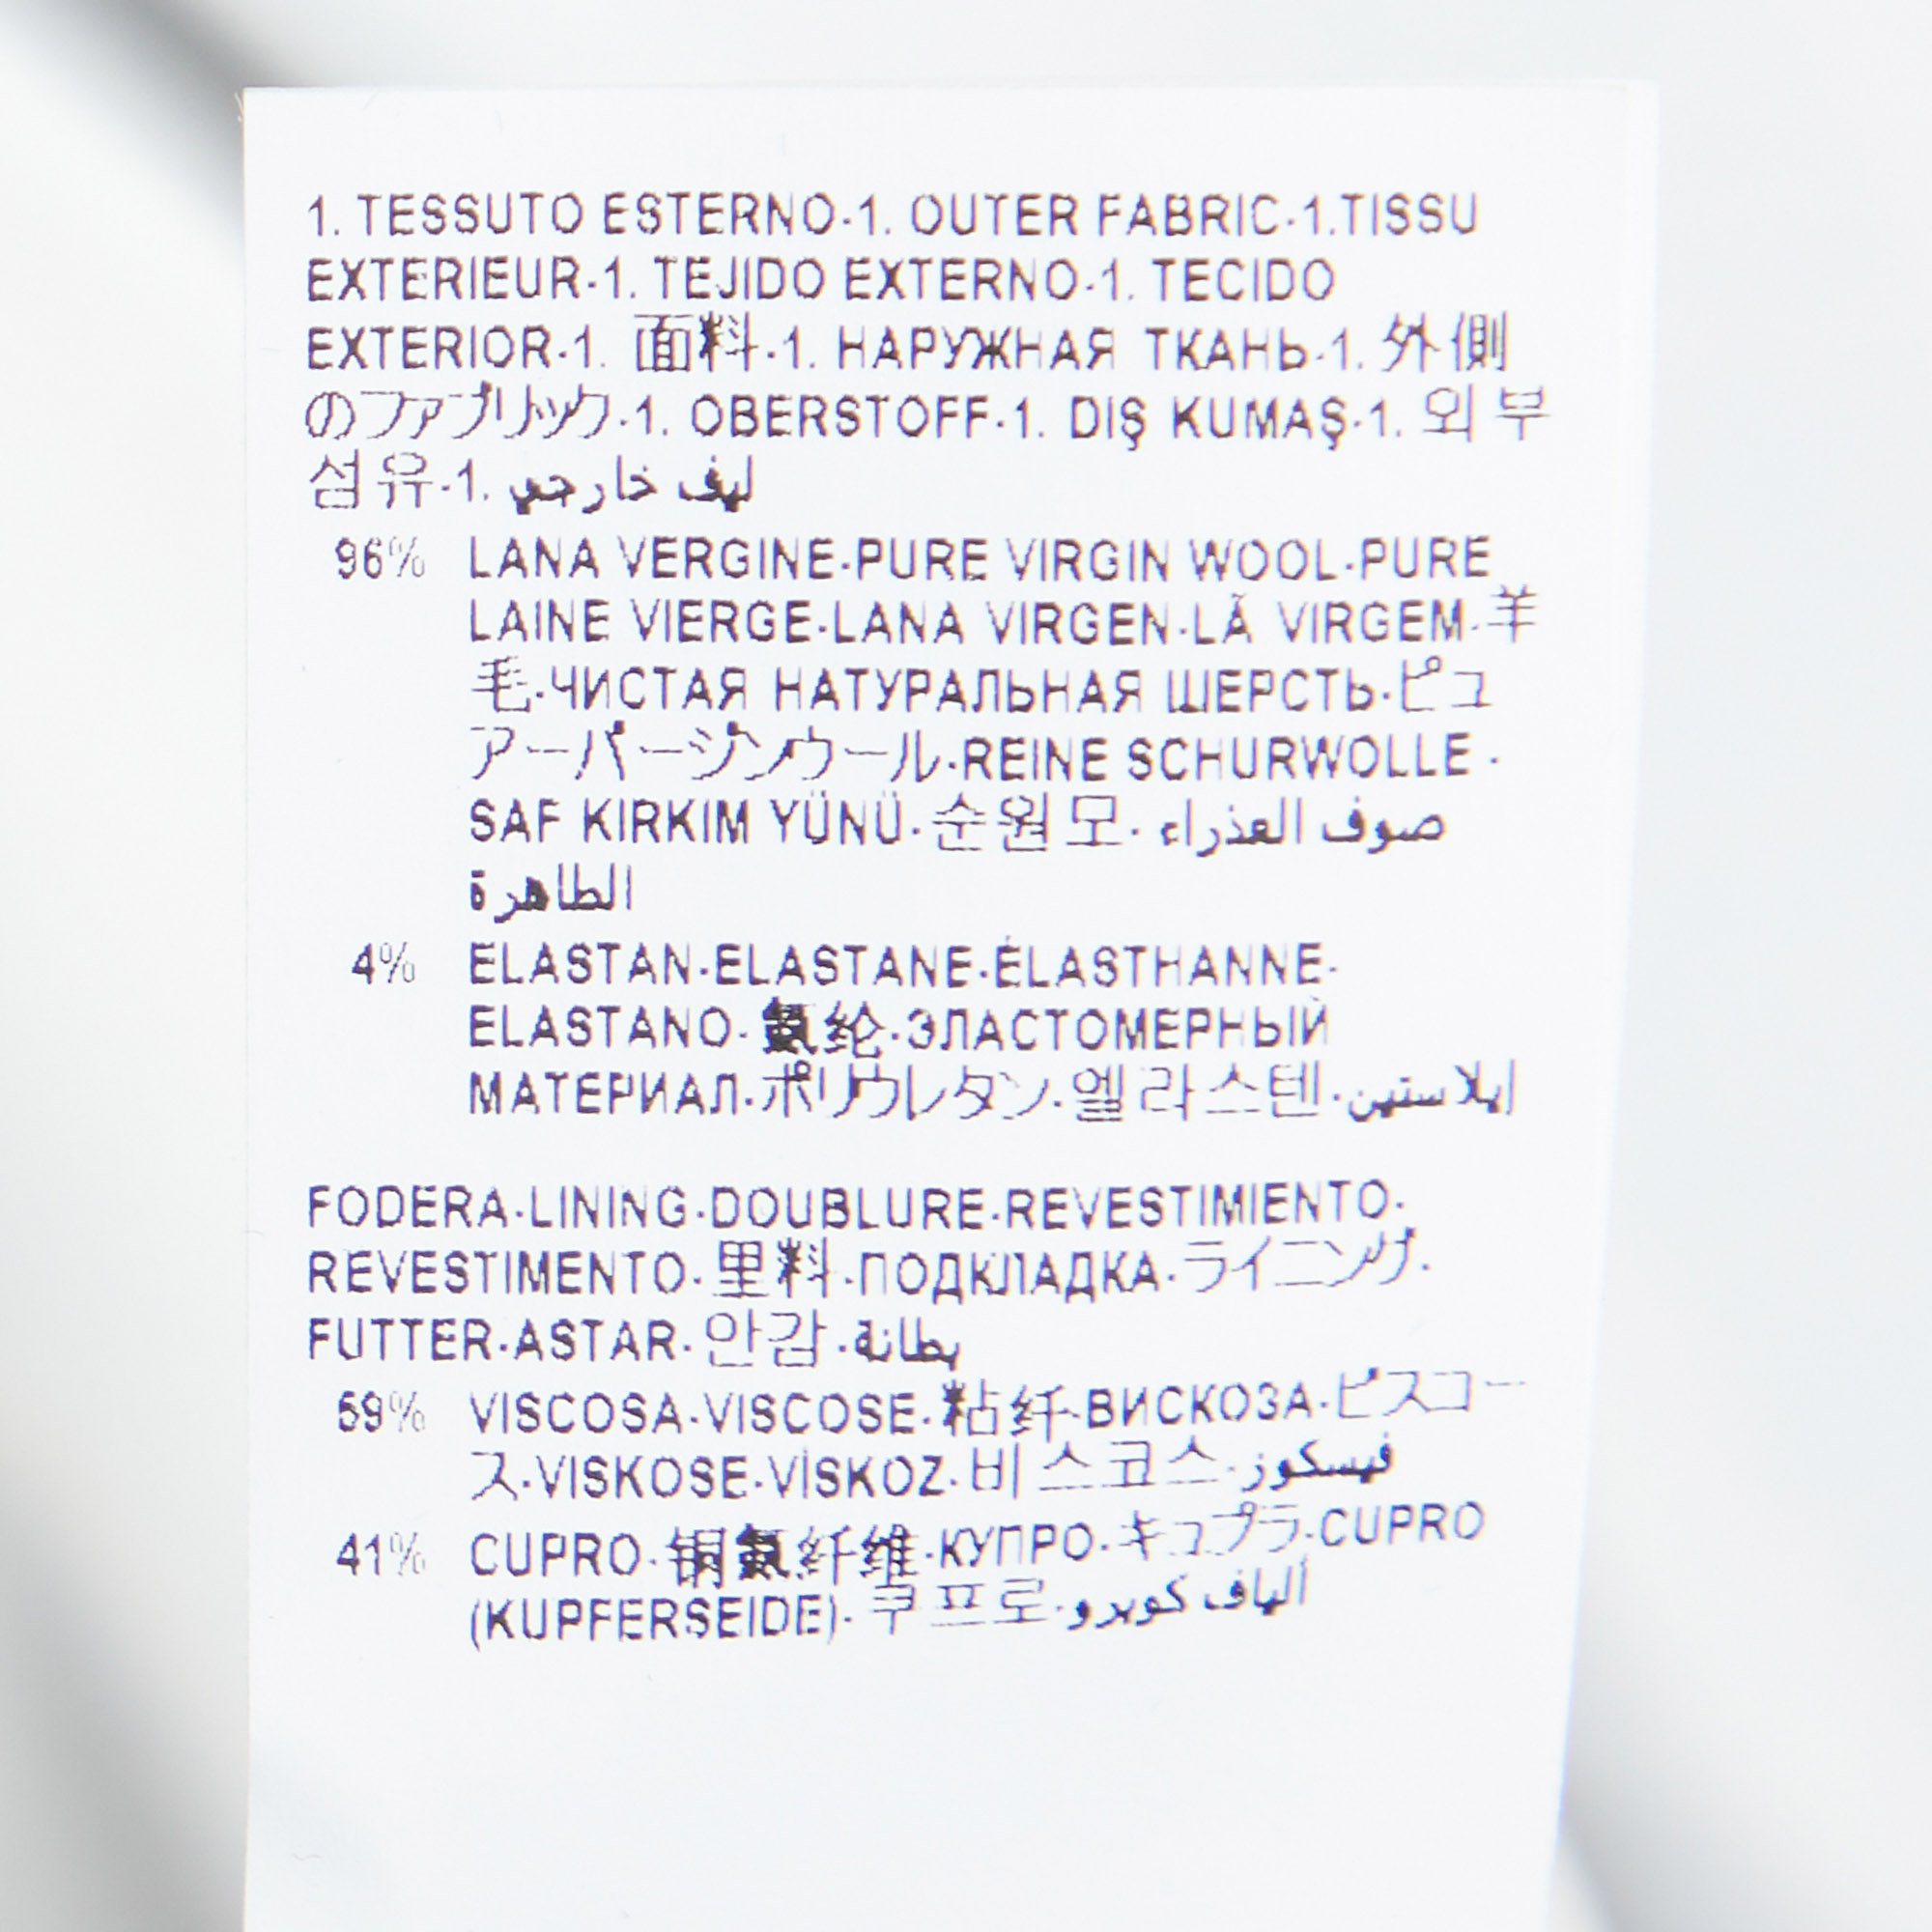 1. TESSUTO ESTERNO-1. OUTER FABRIC-1.TISSU
EXTERIEUR-1. TEJIDO EXTERNO-1. TECIDO
EXTERIOR-1. 面料-1. НАРУЖНАЯ ТКАНЬ-1. 外側
のファブリック-1. OBERSTOFF-1. DIŞ KUMAŞ-1. 외부
섬유-1. ليف خارجي
96% LANA VERGINE-PURE VIRGIN WOOL-PURE
LAINE VIERGE-LANA VIRGEN-LÃ VIRGEM-羊
毛-ЧИСТАЯ НАТУРАЛЬНАЯ ШЕРСТЬ-ピュ
アーバージンウール-REINE SCHURWOLLE -
SAF KIRKIM YÜNÜ-순원모- صوف العذراء
الطاهرة
4% ELASTAN-ELASTANE-ÉLASTHANNE-
ELASTANO-氨纶-ЭЛАСТОМЕРНЫЙ
МАТЕРИАЛ-ポリウレタン-엘라스텐-إيلاستين
FODERA-LINING-DOUBLURE-REVESTIMIENTO-
REVESTIMENTO-里料-ПОДКЛАДКА-ライニング-
FUTTER-ASTAR-안감-بطانة
59% VISCOSA-VISCOSE-粘纤-ВИСКОЗА-ビスコー
ス-VISKOSE-VİSKOZ-비스코스-فيسكوز
41% CUPRO-铜氨纤维-КУПРО-キュプラ-CUPRO
(KUPFERSEIDE)-쿠프로-ألياف كوبرو